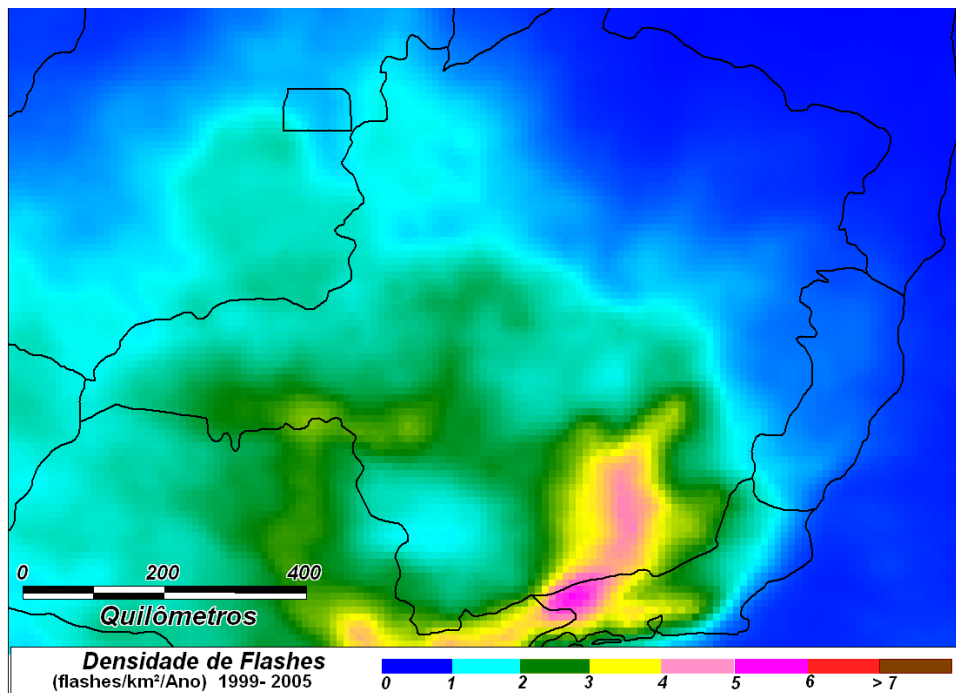 0 200 400
Quilômetros
Densidade de Flashes
(flashes/km²/Ano) 1999- 2005
0 1 2 3 4 5 6 > 7